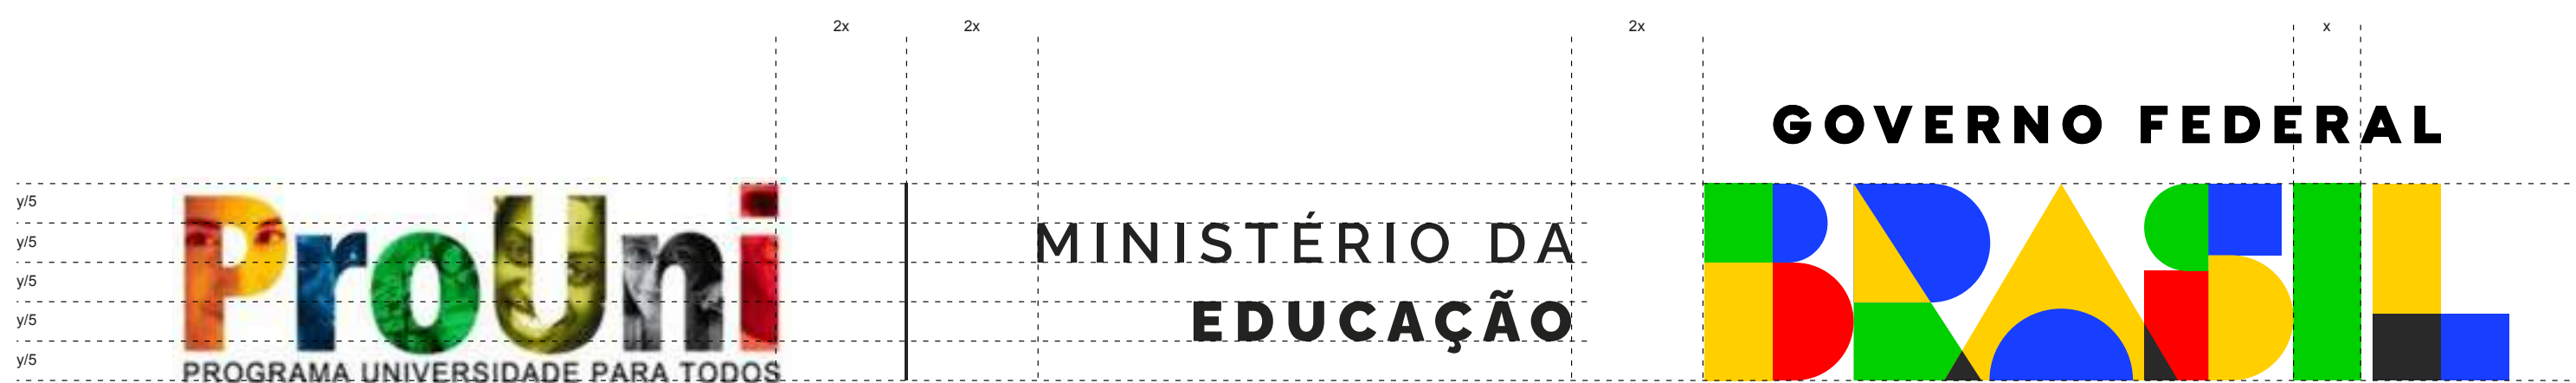 2x 2x 2x x
GOVERNO FEDERAL
y/5
y/5
y/5
y/5
y/5
ProUni
PROGRAMA UNIVERSIDADE PARA TODOS
MINISTÉRIO DA
EDUCAÇÃO
BRASIL